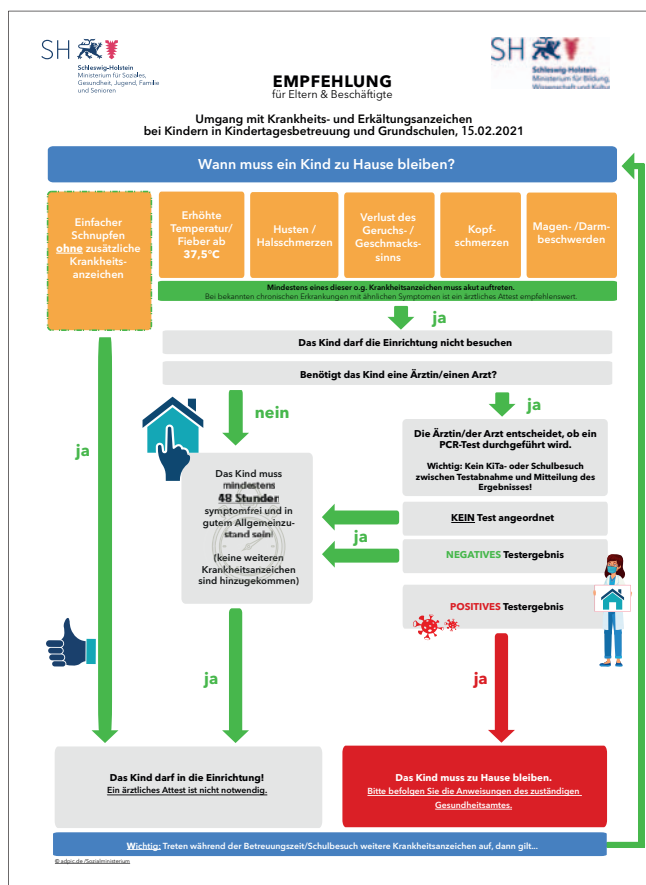 SH
Schleswig-Holstein
Ministerium für Soziales,
Gesundheit, Jugend, Familie
und Senioren
SH
Schleswig-Holstein
Ministerium für Bildung,
Wissenschaft und Kultur
EMPFEHLUNG
für Eltern & Beschäftigte
Umgang mit Krankheits- und Erkältungsanzeichen
bei Kindern in Kindertagesbetreuung und Grundschulen, 15.02.2021
Wann muss ein Kind zu Hause bleiben?
Einfacher
Schnupfen
ohne zusätzliche
Krankheits-
anzeichen
Erhöhte
Temperatur/
Fieber ab
37,5°C
Husten /
Halsschmerzen
Verlust des
Geruchs- /
Geschmacks-
sinns
Kopf-
schmerzen
Magen- /Darm-
beschwerden
Mindestens eines dieser o.g. Krankheitsanzeichen muss akut auftreten.
Bei bekannten chronischen Erkrankungen mit ähnlichen Symptomen ist ein ärztliches Attest empfehlenswert.
ja
Das Kind darf die Einrichtung nicht besuchen
Benötigt das Kind eine Ärztin/einen Arzt?
nein
ja
ja
Die Ärztin/der Arzt entscheidet, ob ein
PCR-Test durchgeführt wird.
Wichtig: Kein KiTa- oder Schulbesuch
zwischen Testabnahme und Mitteilung des
Ergebnisses!
Das Kind muss
mindestens
48 Stunden
symptomfrei und in
gutem Allgemeinzu-
stand sein!
(keine weiteren
Krankheitsanzeichen
sind hinzugekommen)
KEIN Test angeordnet
ja
NEGATIVES Testergebnis
POSITIVES Testergebnis
ja
ja
Das Kind darf in die Einrichtung!
Ein ärztliches Attest ist nicht notwendig.
Das Kind muss zu Hause bleiben.
Bitte befolgen Sie die Anweisungen des zuständigen
Gesundheitsamtes.
Wichtig: Treten während der Betreuungszeit/Schulbesuch weitere Krankheitsanzeichen auf, dann gilt...
© adpic.de /Sozialministerium